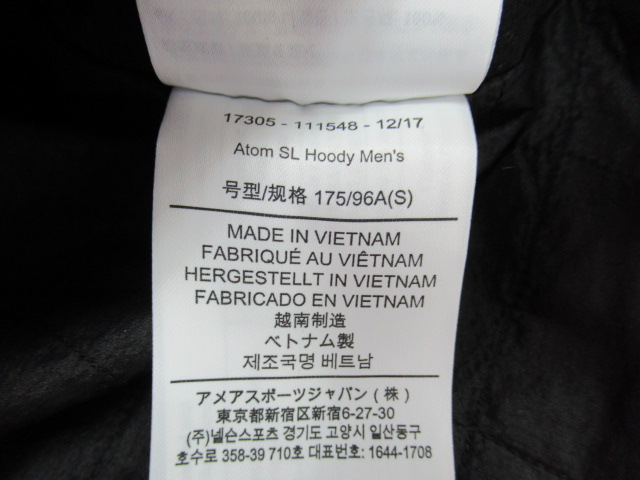 17305 - 111548 - 12/17
Atom SL Hoody Men's
号型/规格 175/96A(S)
MADE IN VIETNAM
FABRIQUÉ AU VIÊTNAM
HERGESTELLT IN VIETNAM
FABRICADO EN VIETNAM
越南制造
ベトナム製
제조국명 베트남
アメアスポーツジャパン(株)
東京都新宿区新宿6-27-30
(주)넬슨스포츠 경기도 고양시 일산동구
호수로 358-39 710호 대표번호: 1644-1708